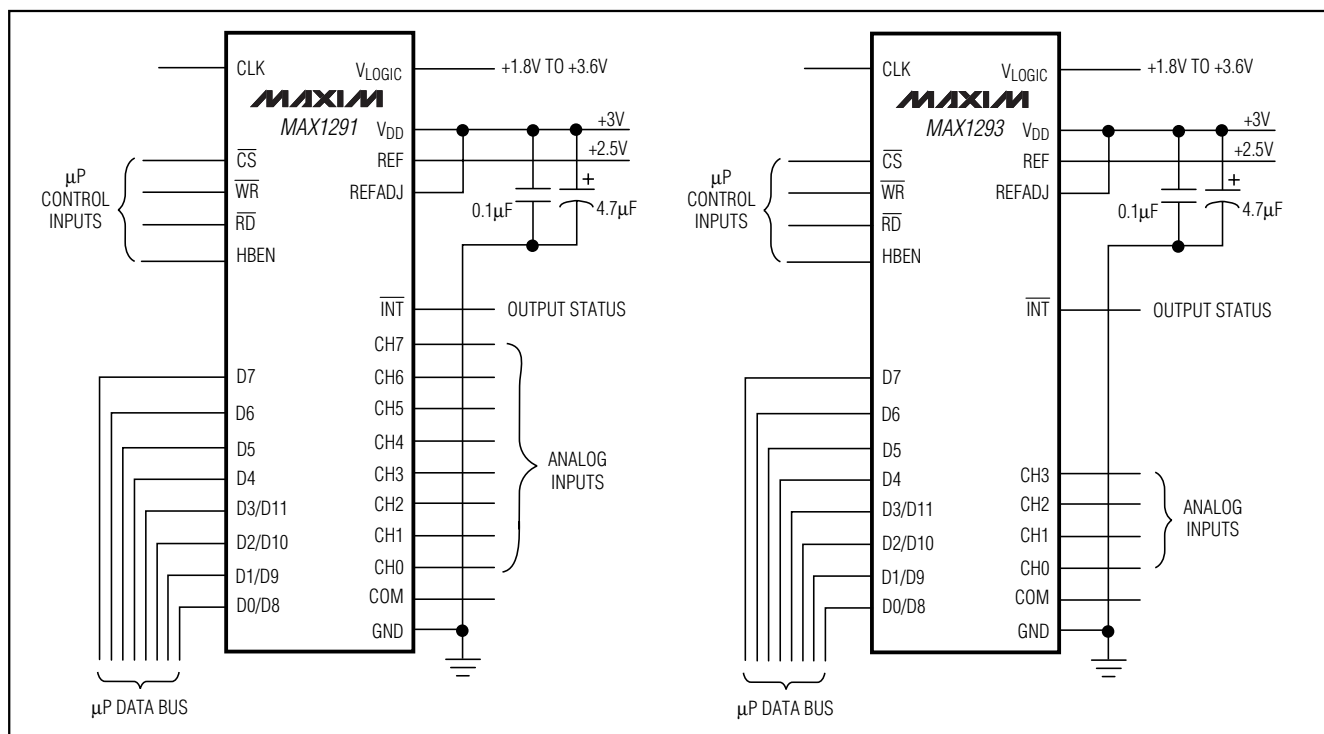 CLK
VLOGIC
+1.8V TO +3.6V
MAXIM
MAX1291
VDD
+3V
CS
REF
+2.5V
µP
CONTROL
INPUTS
WR
REFADJ
+
RD
0.1µF
4.7µF
HBEN
INT
OUTPUT STATUS
CH7
D7
CH6
D6
CH5
D5
CH4
D4
CH3
ANALOG
INPUTS
D3/D11
CH2
D2/D10
CH1
D1/D9
CH0
D0/D8
COM
GND
µP DATA BUS
CLK
VLOGIC
+1.8V TO +3.6V
MAXIM
MAX1293
VDD
+3V
CS
REF
+2.5V
µP
CONTROL
INPUTS
WR
REFADJ
+
RD
0.1µF
4.7µF
HBEN
INT
OUTPUT STATUS
D7
D6
D5
D4
CH3
D3/D11
CH2
ANALOG
INPUTS
D2/D10
CH1
D1/D9
CH0
D0/D8
COM
GND
µP DATA BUS